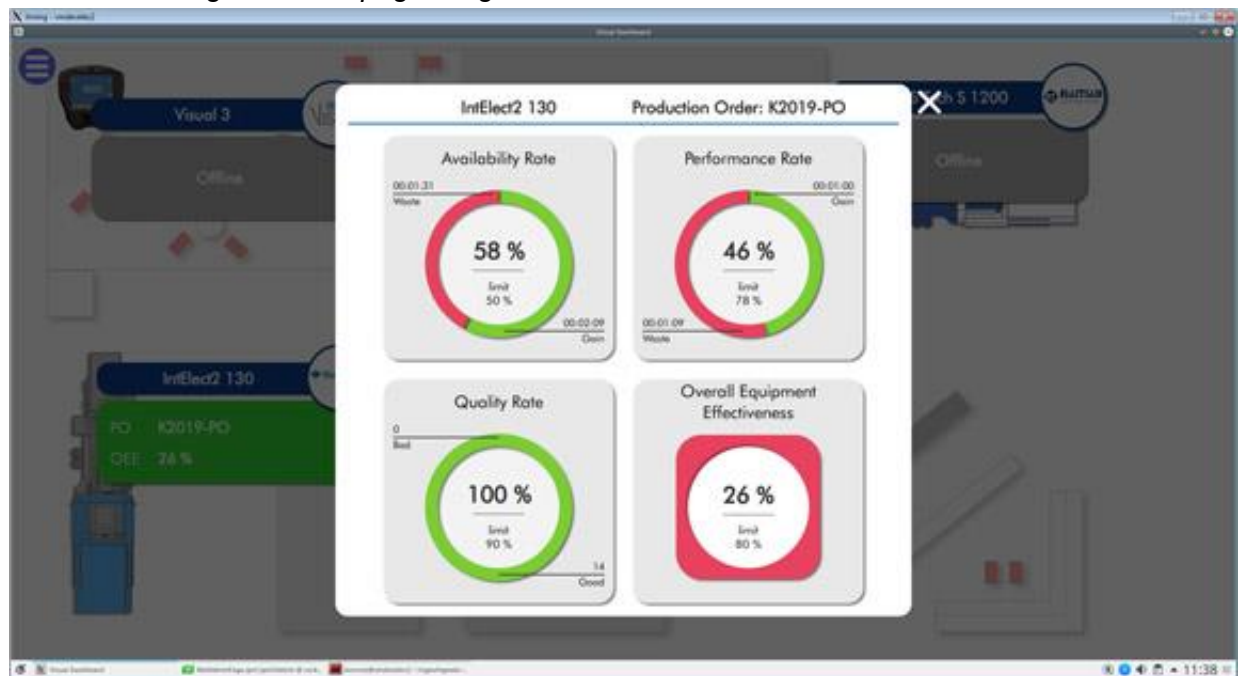 Visual Dashboard
Visual 3
Offline
S 1200
Offline
IntElect2 130
PO K2019-PO
OEE 26 %
IntElect2 130 Production Order: K2019-PO
Availability Rate
00:01:31
Waste
58 %
limit
50 %
00:02:09
Gain
Performance Rate
00:01:00
Gain
46 %
limit
78 %
00:01:09
Waste
Quality Rate
0
Bad
100 %
limit
90 %
14
Good
Overall Equipment
Effectiveness
26 %
limit
80 %
Visual Dashboard
11:38